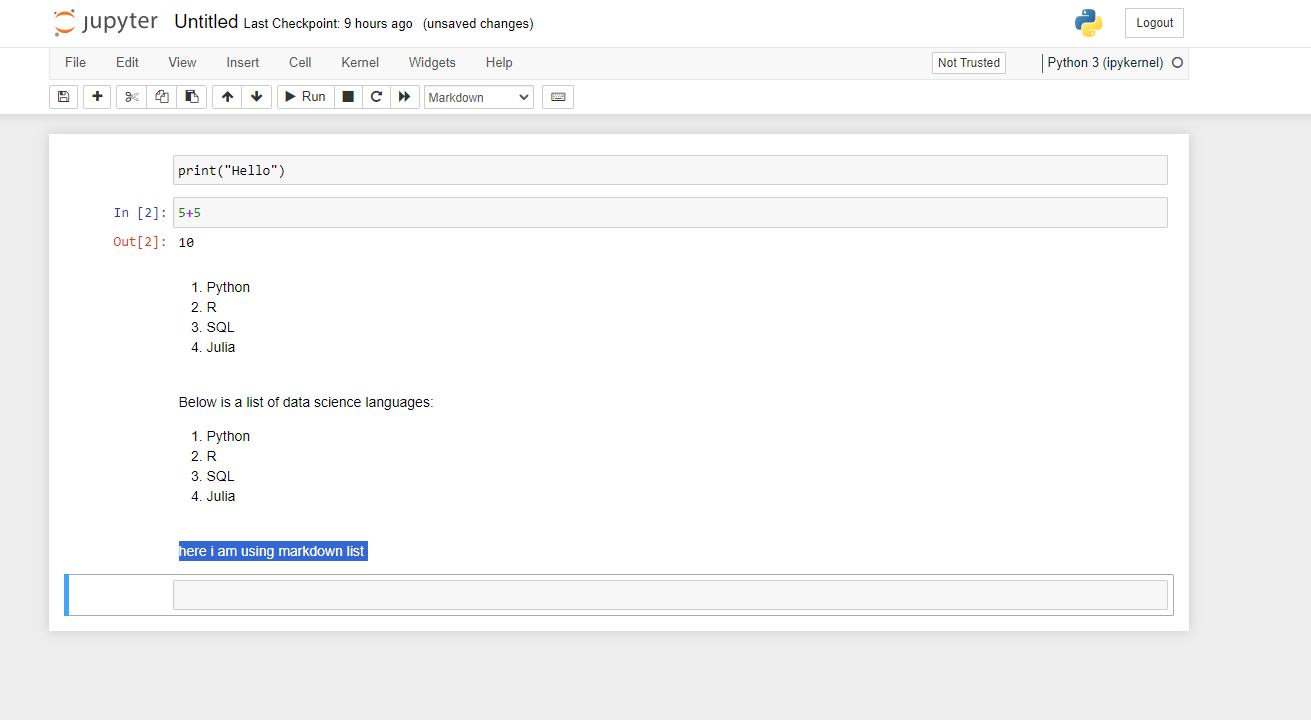 jupyter Untitled Last Checkpoint: 9 hours ago (unsaved changes) Logout
File Edit View Insert Cell Kernel Widgets Help Not Trusted Python 3 (ipykernel)
Run Markdown
print("Hello")
In [2]: 5+5
Out[2]: 10
1. Python
2. R
3. SQL
4. Julia
Below is a list of data science languages:
1. Python
2. R
3. SQL
4. Julia
here i am using markdown list